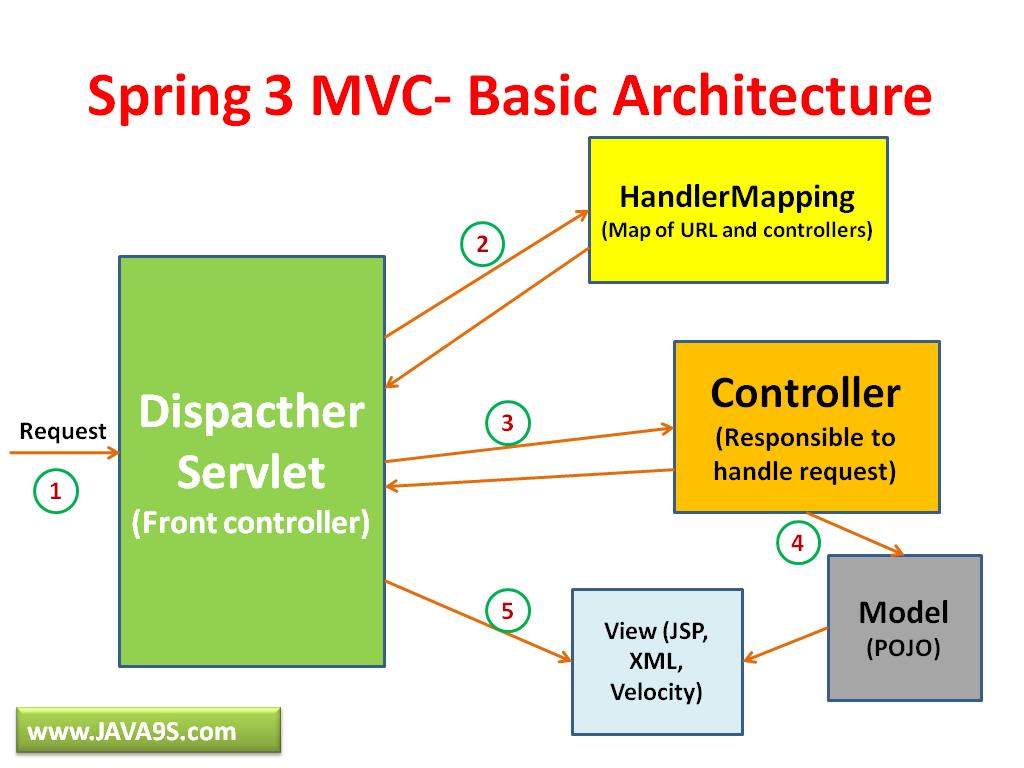 Spring 3 MVC- Basic Architecture
HandlerMapping
(Map of URL and controllers)
2
Dispacther
Servlet
(Front controller)
Request
1
3
Controller
(Responsible to
handle request)
4
5
View (JSP,
XML,
Velocity)
Model
(POJO)
www.JAVA9S.com